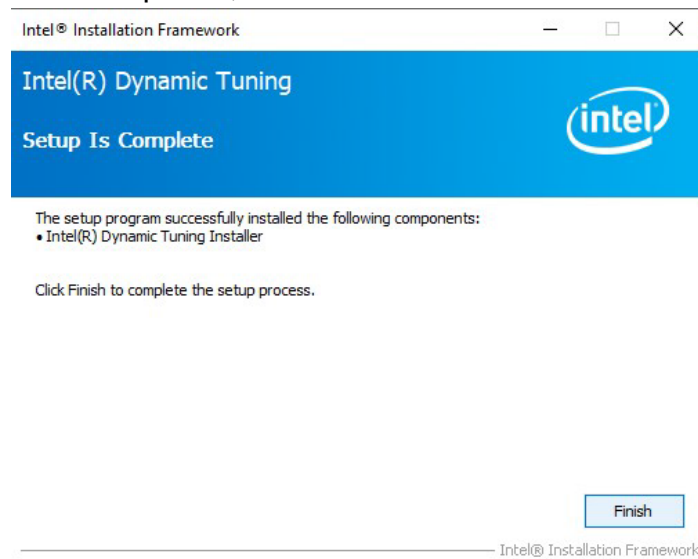 Intel® Installation Framework
Intel(R) Dynamic Tuning
intel
Setup Is Complete
The setup program successfully installed the following components:
• Intel(R) Dynamic Tuning Installer
Click Finish to complete the setup process.
Finish
Intel® Installation Framework